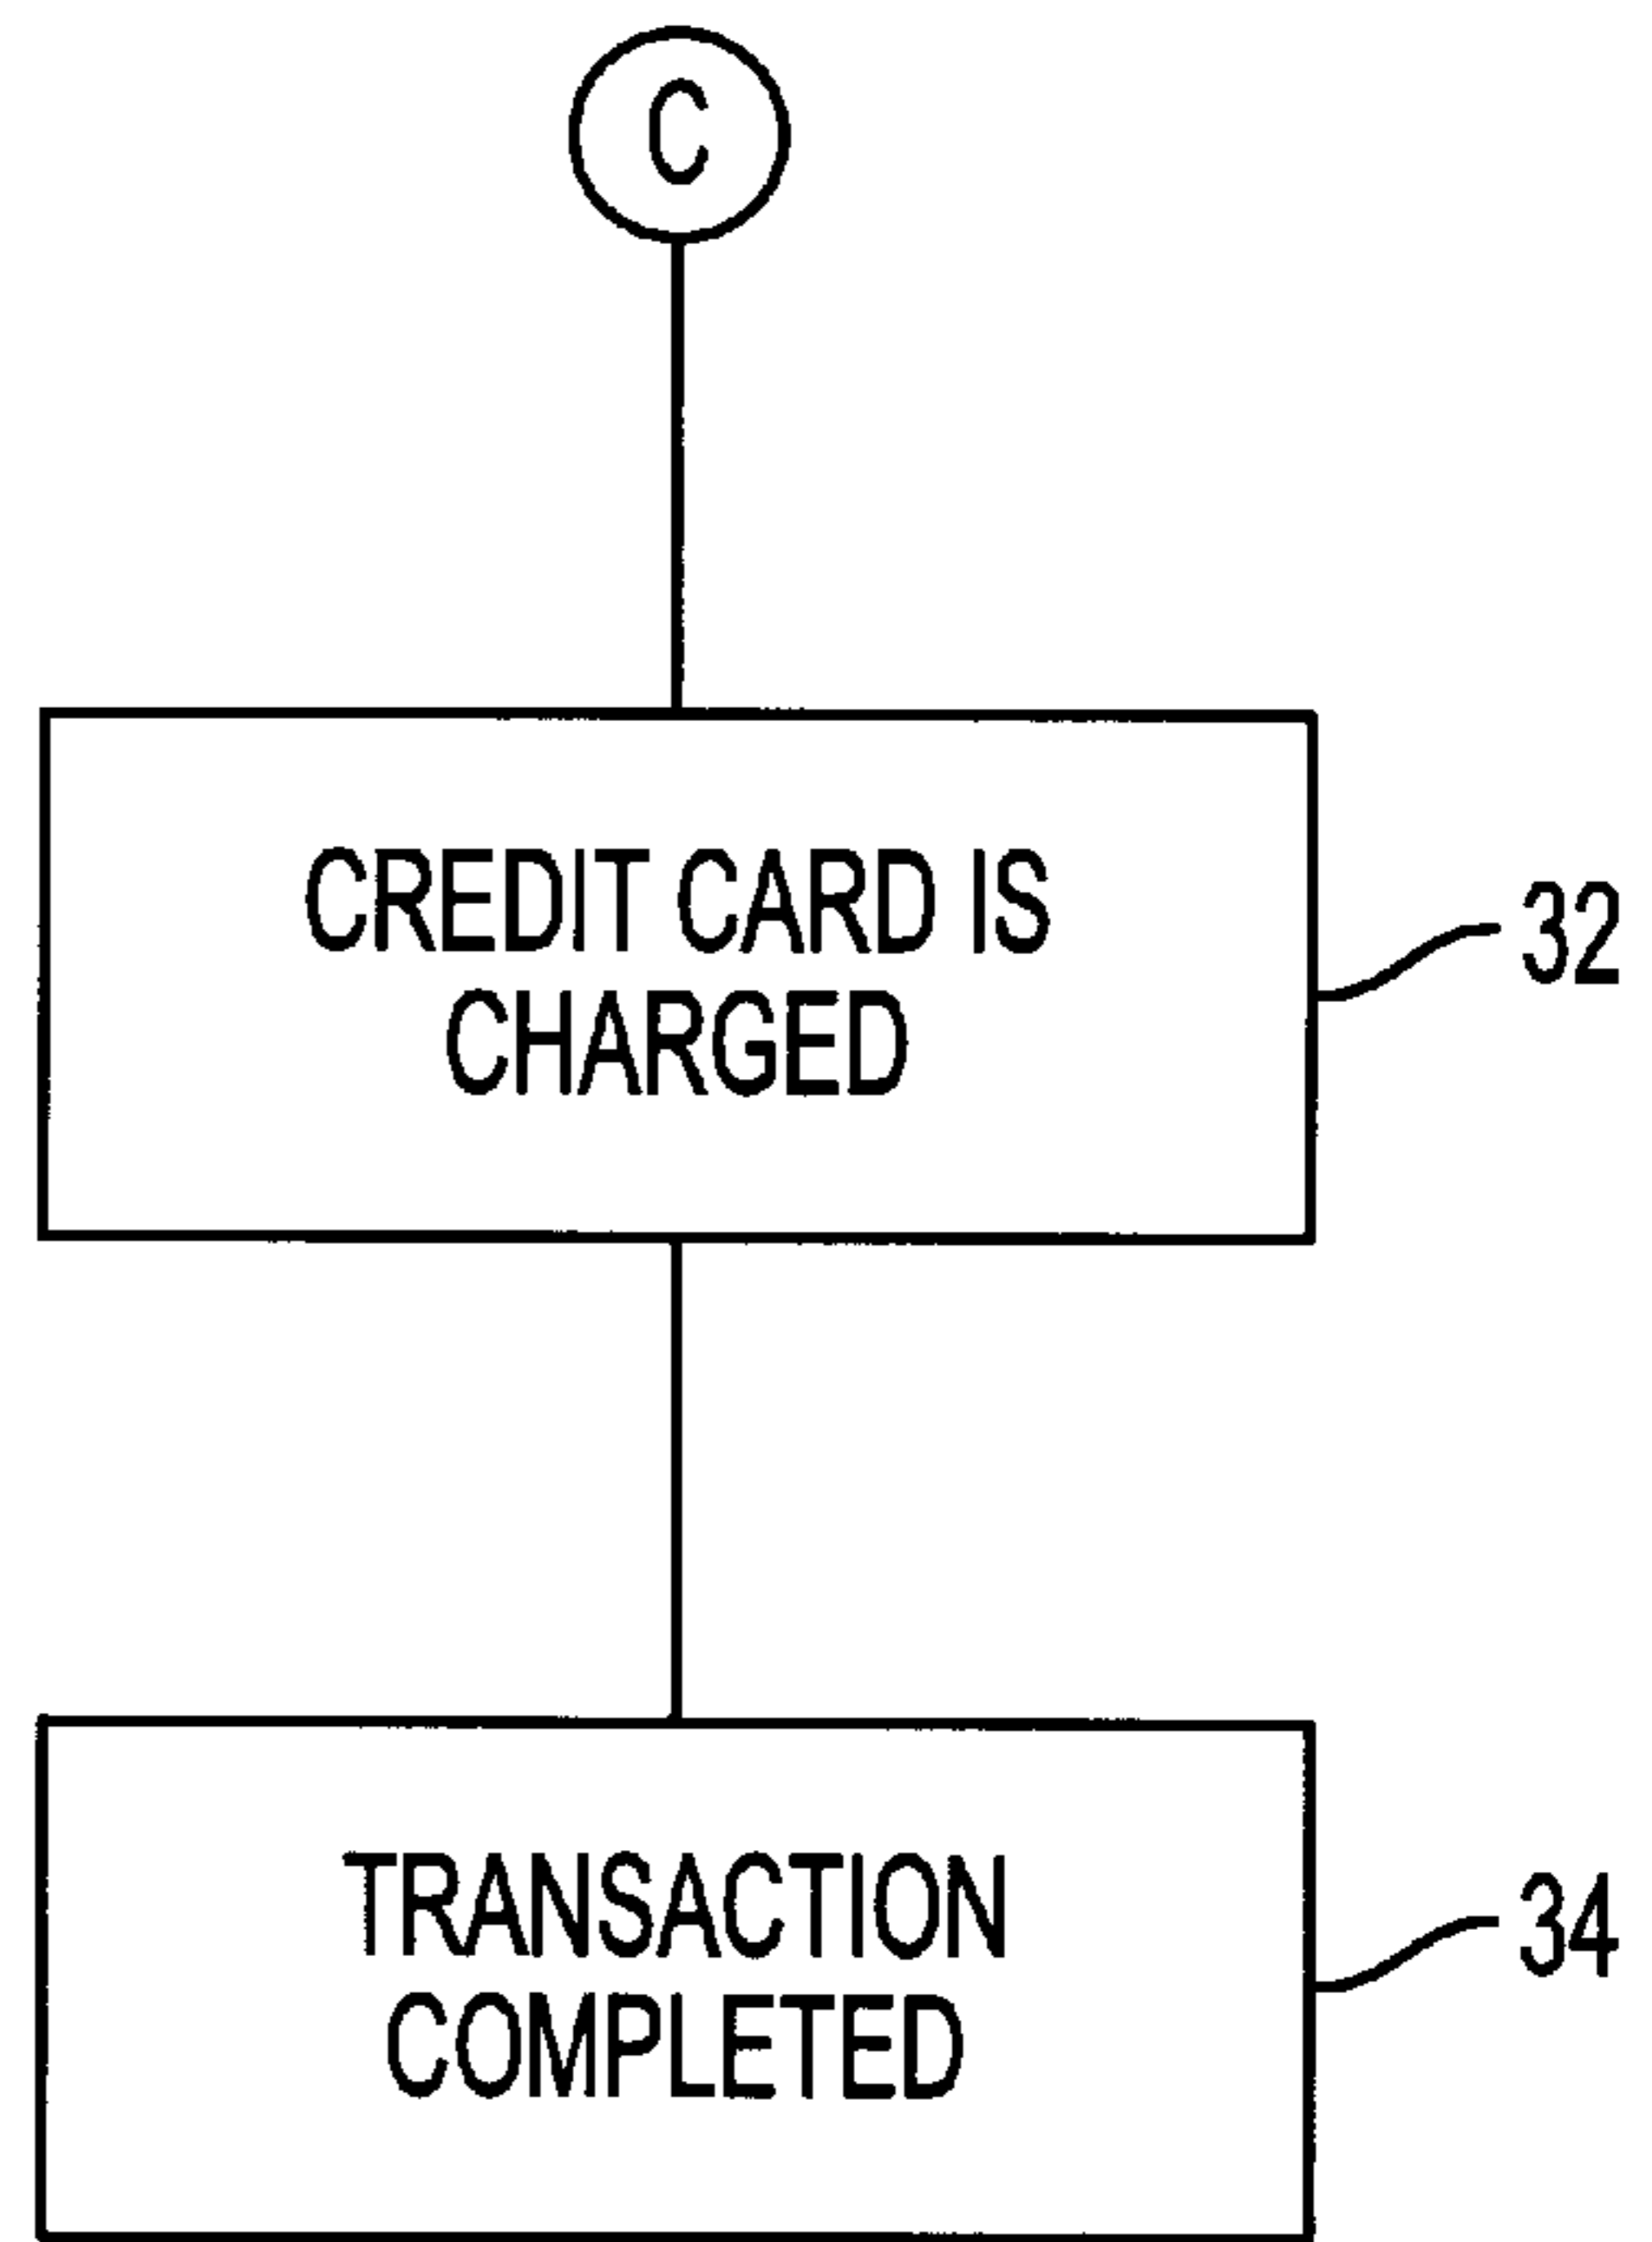 C
CREDIT CARD IS
CHARGED
32
TRANSACTION
COMPLETED
34